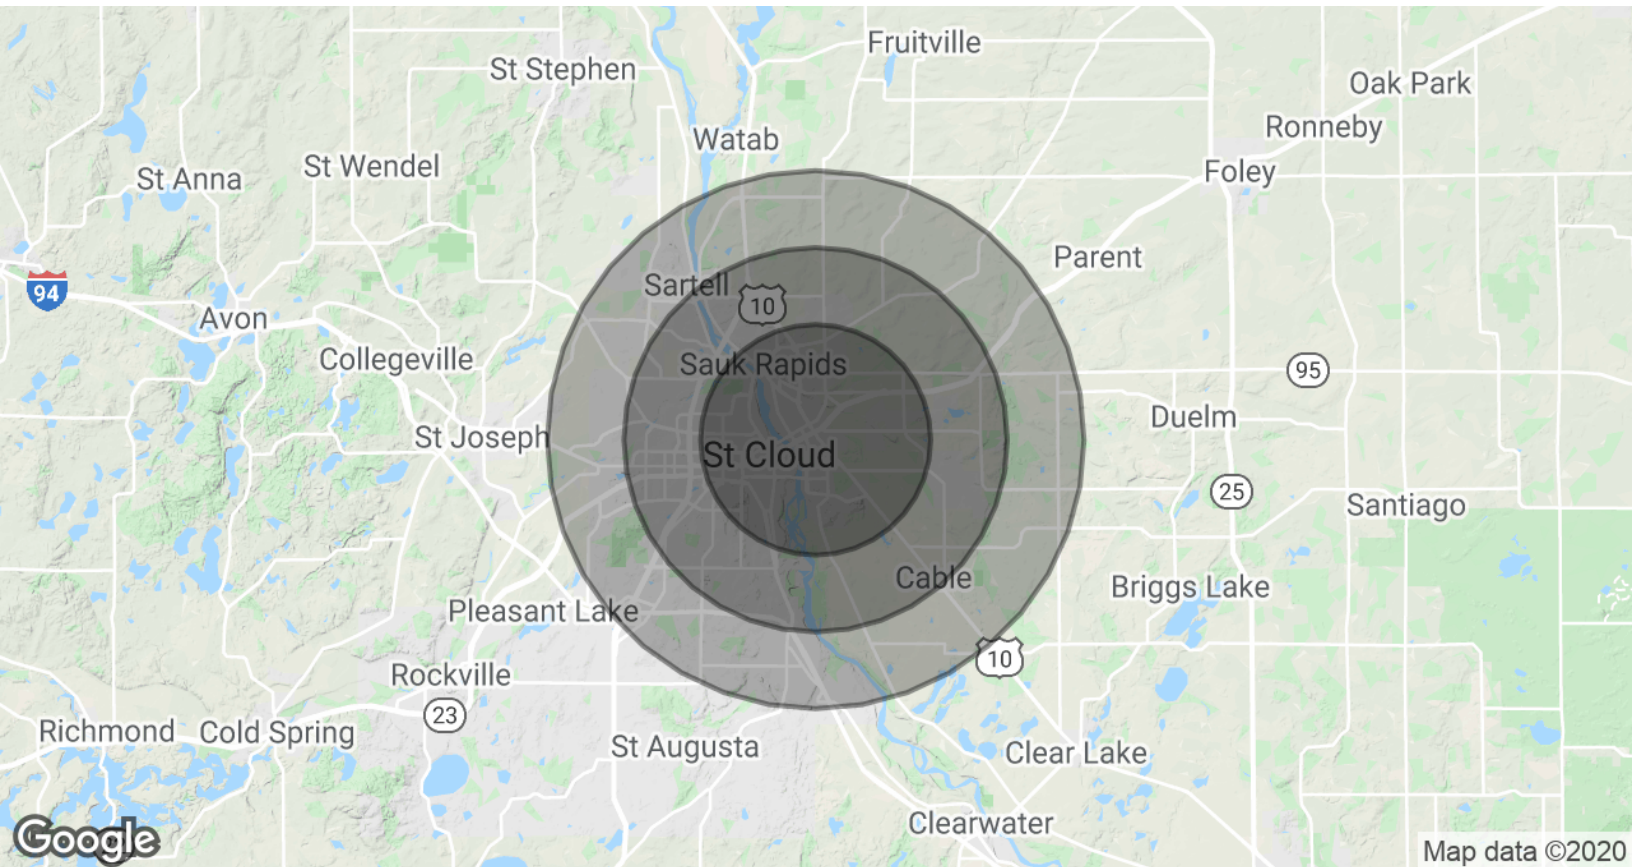 Fruitville
St Stephen
Oak Park
Ronneby
Watab
St Wendel
Foley
St Anna
Parent
Sartell
94
10
Avon
Collegeville
Sauk Rapids
95
Duelm
St Joseph
St Cloud
25
Santiago
Cable
Briggs Lake
Pleasant Lake
10
Rockville
23
Richmond
Cold Spring
St Augusta
Clear Lake
Clearwater
Google
Map data ©2020